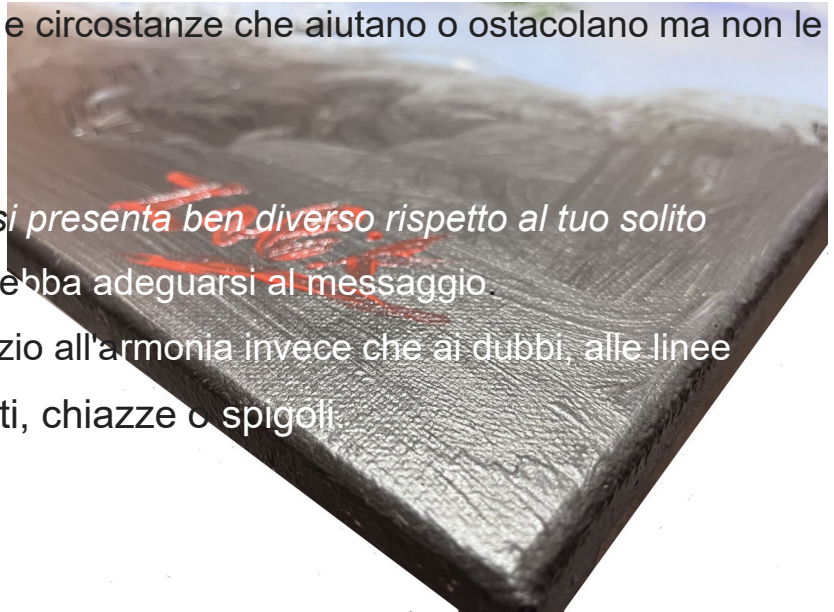 e circostanze che aiutano o ostacolano ma non le
si presenta ben diverso rispetto al tuo solito
ebba adeguarsi al messaggio.
zio all'armonia invece che ai dubbi, alle linee
ti, chiazze o spigoli.